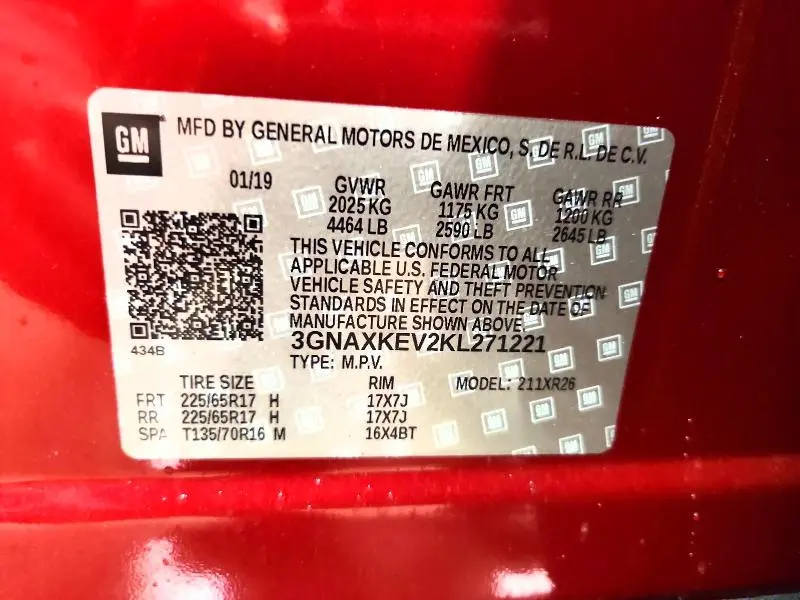 GM MFD BY GENERAL MOTORS DE MEXICO, S. DE R.L. DE C.V.
01/19 GVWR GAWR FRT GAWR RR
2025 KG 1175 KG 1200 KG
4464 LB 2590 LB 2645 LB
THIS VEHICLE CONFORMS TO ALL
APPLICABLE U.S. FEDERAL MOTOR
VEHICLE SAFETY AND THEFT PREVENTION
STANDARDS IN EFFECT ON THE DATE OF
MANUFACTURE SHOWN ABOVE.
3GNAXKEV2KL271221
434B
TYPE: M.P.V.
TIRE SIZE RIM MODEL: 211XR26
FRT 225/65R17 H 17X7J
RR 225/65R17 H 17X7J
SPA T135/70R16 M 16X4BT